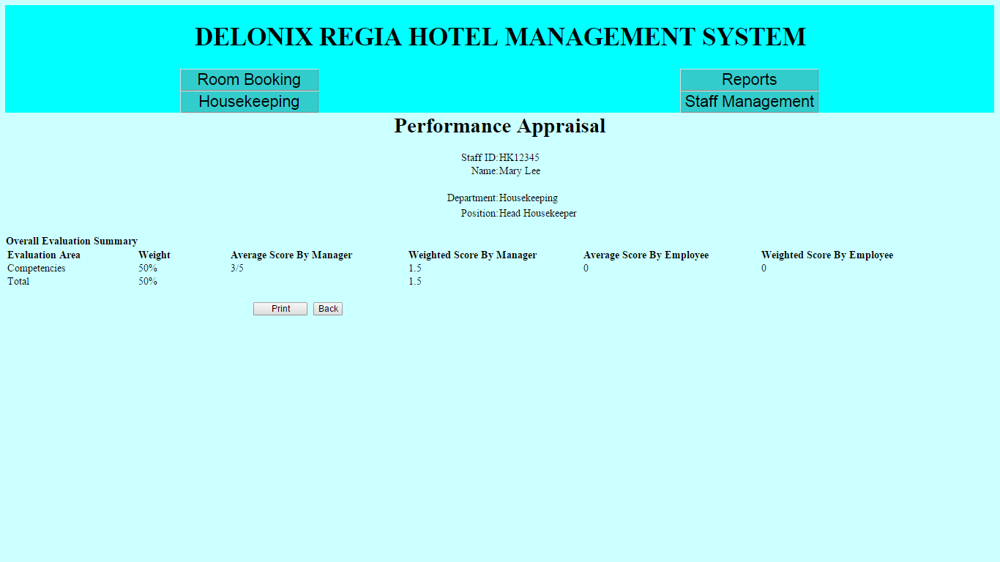 DELONIX REGIA HOTEL MANAGEMENT SYSTEM
Room Booking Reports
Housekeeping Staff Management
Performance Appraisal
Staff ID:HK12345
Name:Mary Lee
Department:Housekeeping
Position:Head Housekeeper
Overall Evaluation Summary
Evaluation Area Weight Average Score By Manager Weighted Score By Manager Average Score By Employee Weighted Score By Employee
Competencies 50% 3/5 1.5 0 0
Total 50% 1.5
Print Back